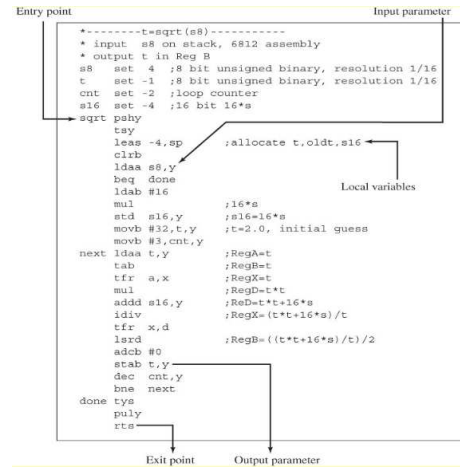 Entry point Input parameter
*--------t=sqrt(s8)-----------
* input s8 on stack, 6812 assembly
* output t in Reg B
s8 set 4 ;8 bit unsigned binary, resolution 1/16
t set -1 ;8 bit unsigned binary, resolution 1/16
cnt set -2 ;loop counter
s16 set -4 ;16 bit 16*s
sqrt pshy
tsy
leas -4,sp ;allocate t,oldt,s16
clrb
ldaa s8,y
beq done
ldab #16
Local variables
mul ;16*s
std s16,y ;s16=16*s
movb #32,t,y ;t=2.0, initial guess
movb #3,cnt,y
next ldaa t,y ;RegA=t
tab ;RegB=t
tfr a,x ;RegX=t
mul ;RegD=t*t
addd s16,y ;ReD=t*t+16*s
idiv ;RegX=(t*t+16*s)/t
tfr x,d
lsrd ;RegB=((t*t+16*s)/t)/2
adcb #0
stab t,y
dec cnt,y
bne next
done tys
puly
rts
Exit point Output parameter